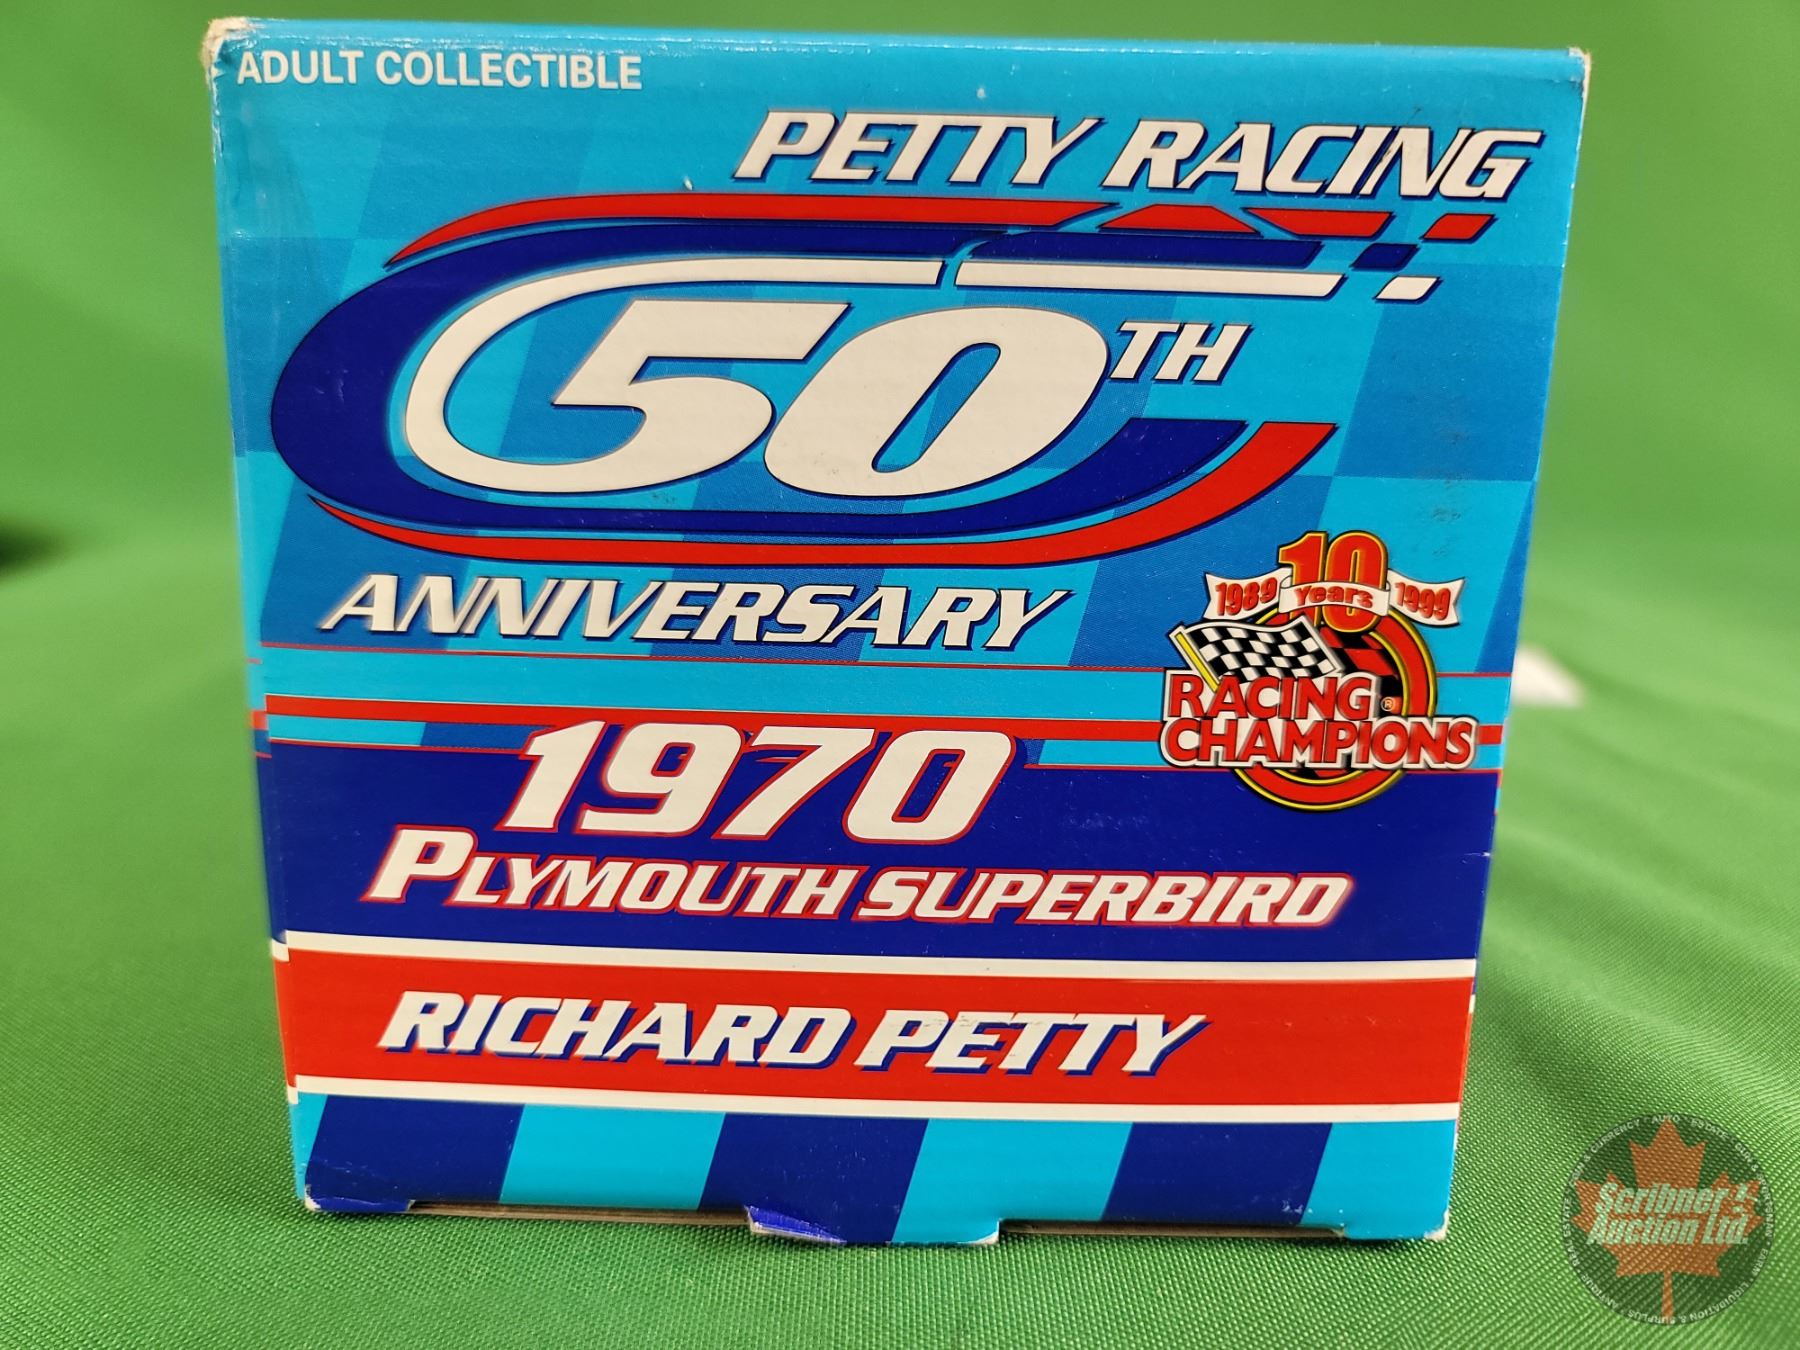 ADULT COLLECTIBLE
PETTY RACING
50TH
ANNIVERSARY
1989 10 Years 1999
RACING
CHAMPIONS®
1970
PLYMOUTH SUPERBIRD
RICHARD PETTY
Scribner's
Auction Ltd.